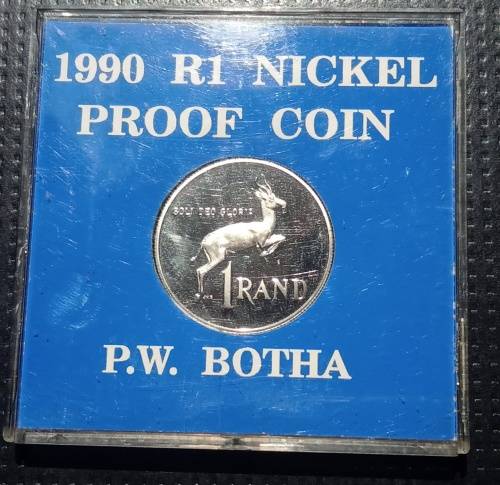 1990 R1 NICKEL
PROOF COIN
SOLI DEO GLORIA
1 RAND
P.W. BOTHA